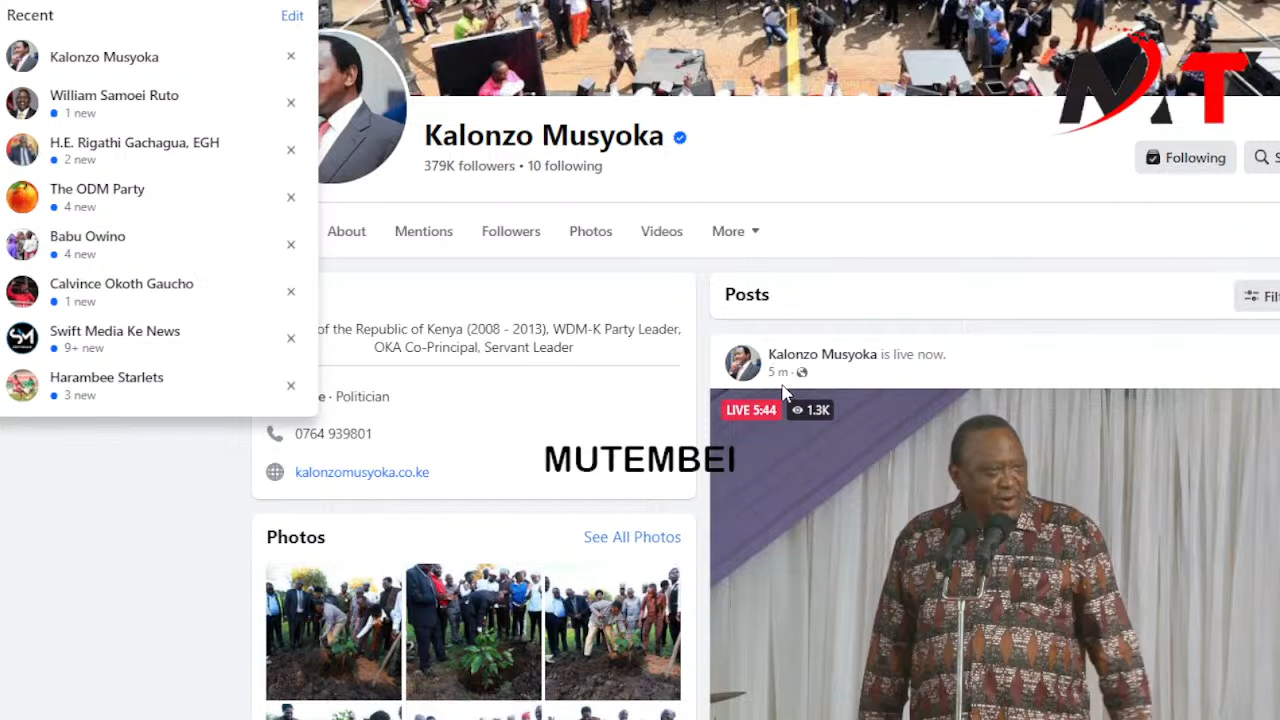 Recent
Edit
Kalonzo Musyoka
William Samoei Ruto
1 new
H.E. Rigathi Gachagua, EGH
2 new
The ODM Party
4 new
Babu Owino
4 new
Calvince Okoth Gaucho
1 new
Swift Media Ke News
9+ new
Harambee Starlets
3 new
MT
Kalonzo Musyoka
379K followers • 10 following
Following
S
About
Mentions
Followers
Photos
Videos
More
of the Republic of Kenya (2008 - 2013), WDM-K Party Leader,
OKA Co-Principal, Servant Leader
e · Politician
0764 939801
kalonzomusyoka.co.ke
Photos
See All Photos
Posts
Filt
Kalonzo Musyoka is live now.
5 m ·
LIVE 5:44
1.3K
MUTEMBEI